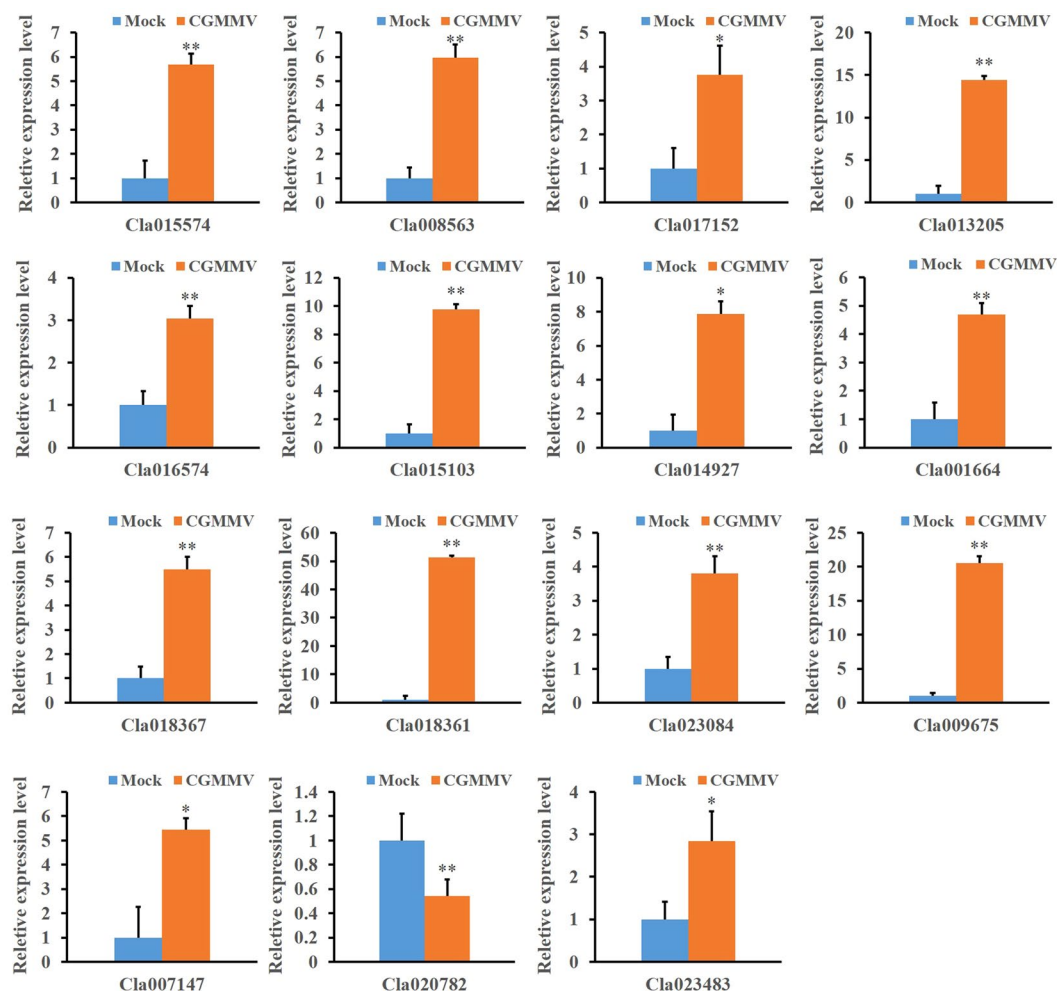 Mock CGMMV
Reletive expression level
7
6
5
4
3
2
1
0
**
Cla015574
Mock CGMMV
Reletive expression level
7
6
5
4
3
2
1
0
**
Cla008563
Mock CGMMV
Reletive expression level
5
4
3
2
1
0
*
Cla017152
Mock CGMMV
Reletive expression level
20
15
10
5
0
**
Cla013205
Mock CGMMV
Reletive expression level
4
3
2
1
0
**
Cla016574
Mock CGMMV
Reletive expression level
12
10
8
6
4
2
0
**
Cla015103
Mock CGMMV
Reletive expression level
10
8
6
4
2
0
*
Cla014927
Mock CGMMV
Reletive expression level
6
5
4
3
2
1
0
**
Cla001664
Mock CGMMV
Reletive expression level
7
6
5
4
3
2
1
0
**
Cla018367
Mock CGMMV
Reletive expression level
60
50
40
30
20
10
0
**
Cla018361
Mock CGMMV
Reletive expression level
5
4
3
2
1
0
**
Cla023084
Mock CGMMV
Reletive expression level
25
20
15
10
5
0
**
Cla009675
Mock CGMMV
Reletive expression level
7
6
5
4
3
2
1
0
*
Cla007147
Mock CGMMV
Reletive expression level
1.4
1.2
1
0.8
0.6
0.4
0.2
0
**
Cla020782
Mock CGMMV
Reletive expression level
4
3
2
1
0
*
Cla023483